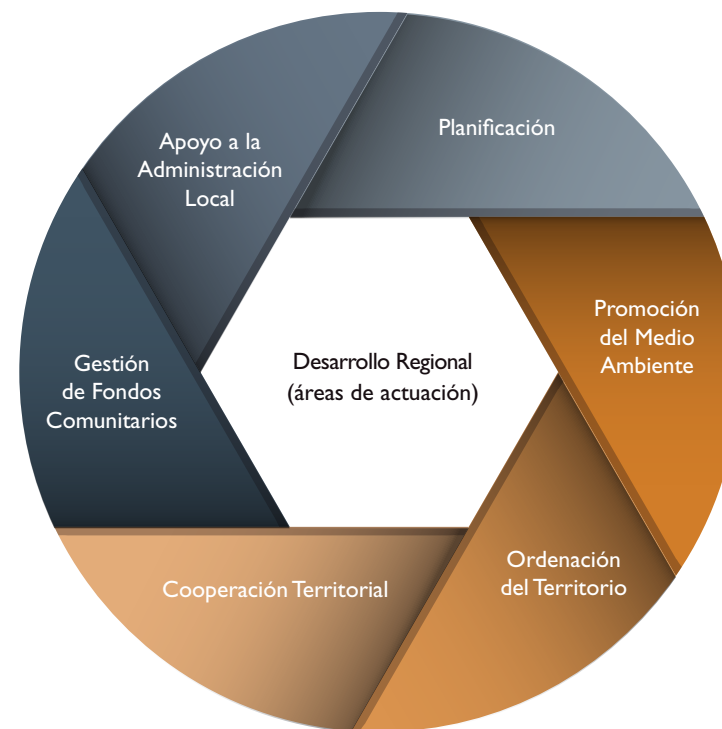 Planificación
Apoyo a la
Administración
Local
Promoción
del Medio
Ambiente
Gestión
de Fondos
Comunitarios
Desarrollo Regional
(áreas de actuación)
Ordenación
del Territorio
Cooperación Territorial